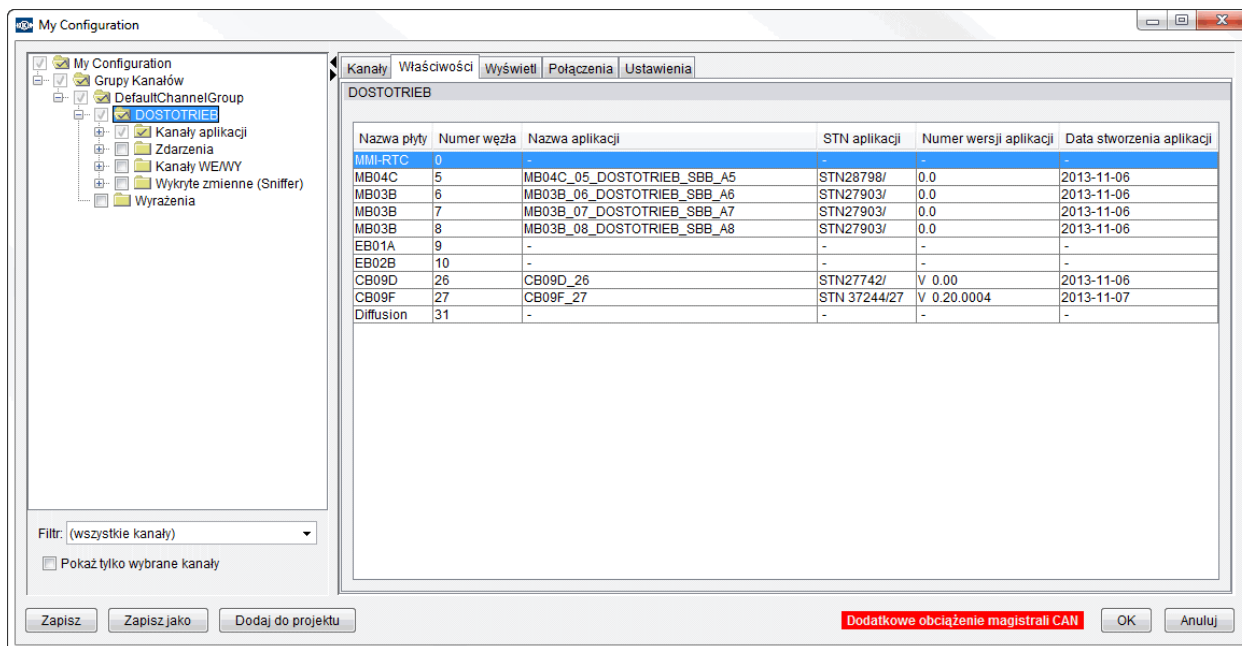 My Configuration
My Configuration
Grupy Kanałów
DefaultChannelGroup
DOSTOTRIEB
Kanały aplikacji
Zdarzenia
Kanały WE/WY
Wykryte zmienne (Sniffer)
Wyrażenia
Filtr: (wszystkie kanały)
Pokaż tylko wybrane kanały
Kanały Właściwości Wyświetl Połączenia Ustawienia
DOSTOTRIEB
Nazwa płyty Numer węzła Nazwa aplikacji STN aplikacji Numer wersji aplikacji Data stworzenia aplikacji
MMI-RTC 0 - - - -
MB04C 5 MB04C_05_DOSTOTRIEB_SBB_A5 STN28798/ 0.0 2013-11-06
MB03B 6 MB03B_06_DOSTOTRIEB_SBB_A6 STN27903/ 0.0 2013-11-06
MB03B 7 MB03B_07_DOSTOTRIEB_SBB_A7 STN27903/ 0.0 2013-11-06
MB03B 8 MB03B_08_DOSTOTRIEB_SBB_A8 STN27903/ 0.0 2013-11-06
EB01A 9 - - - -
EB02B 10 - - - -
CB09D 26 CB09D_26 STN27742/ V 0.00 2013-11-06
CB09F 27 CB09F_27 STN 37244/27 V 0.20.0004 2013-11-07
Diffusion 31 - - - -
Zapisz Zapisz jako Dodaj do projektu Dodatkowe obciążenie magistrali CAN OK Anuluj